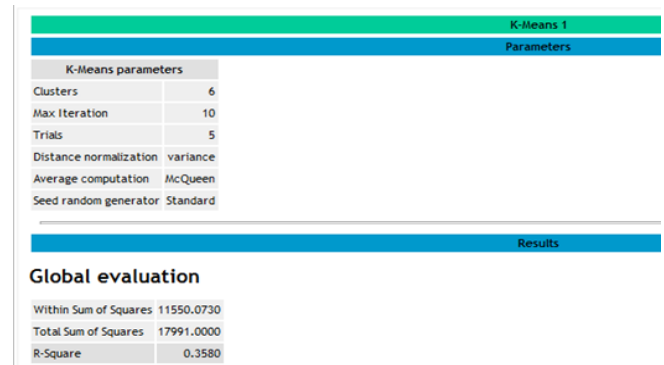 K-Means 1
Parameters
K-Means parameters
Clusters 6
Max Iteration 10
Trials 5
Distance normalization variance
Average computation McQueen
Seed random generator Standard
Results
Global evaluation
Within Sum of Squares 11550.0730
Total Sum of Squares 17991.0000
R-Square 0.3580